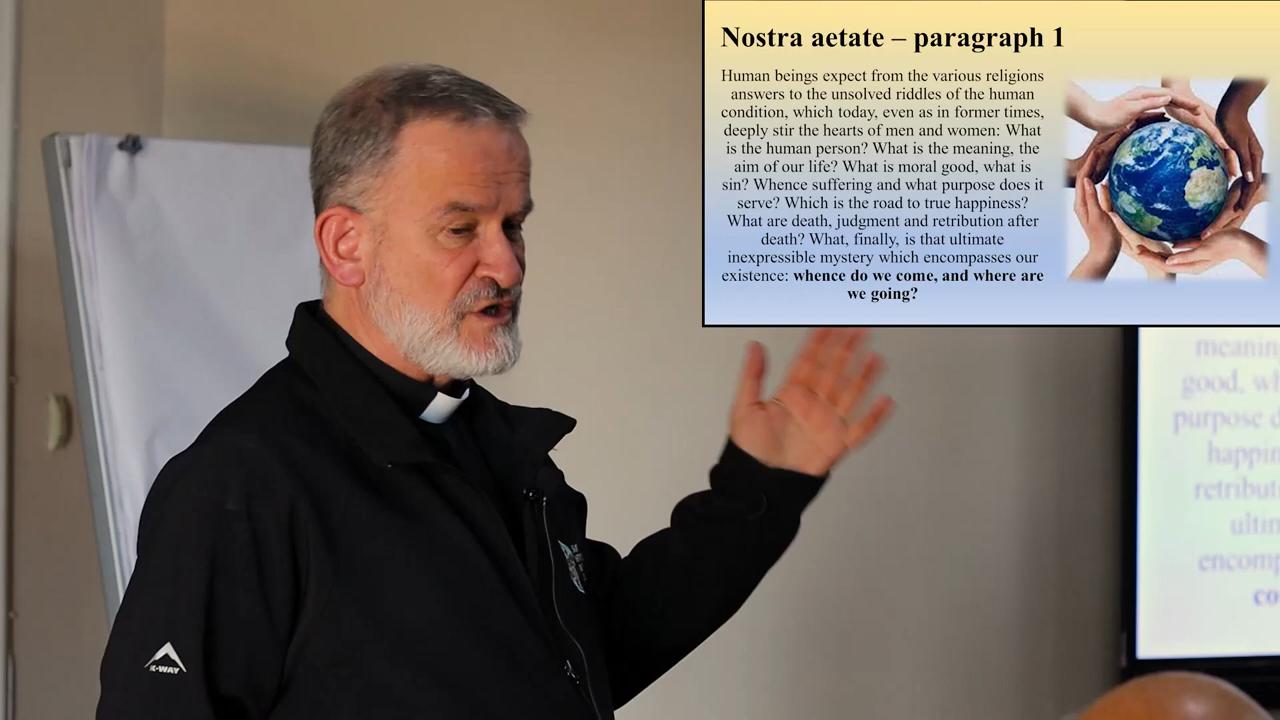 Nostra aetate – paragraph 1
Human beings expect from the various religions
answers to the unsolved riddles of the human
condition, which today, even as in former times,
deeply stir the hearts of men and women: What
is the human person? What is the meaning, the
aim of our life? What is moral good, what is
sin? Whence suffering and what purpose does it
serve? Which is the road to true happiness?
What are death, judgment and retribution after
death? What, finally, is that ultimate
inexpressible mystery which encompasses our
existence: whence do we come, and where are
we going?
meanin
good, wh
purpose d
happin
retribut
ultin
encomp
co
K-WAY